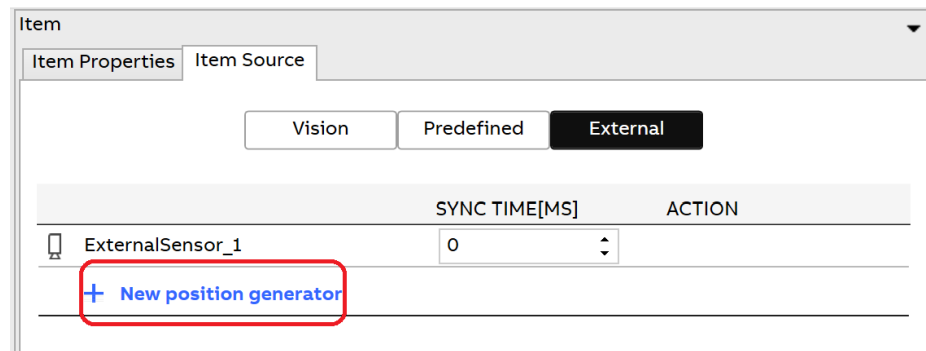 Item
Item Properties Item Source
Vision Predefined External
SYNC TIME[MS] ACTION
ExternalSensor_1 0
+ New position generator